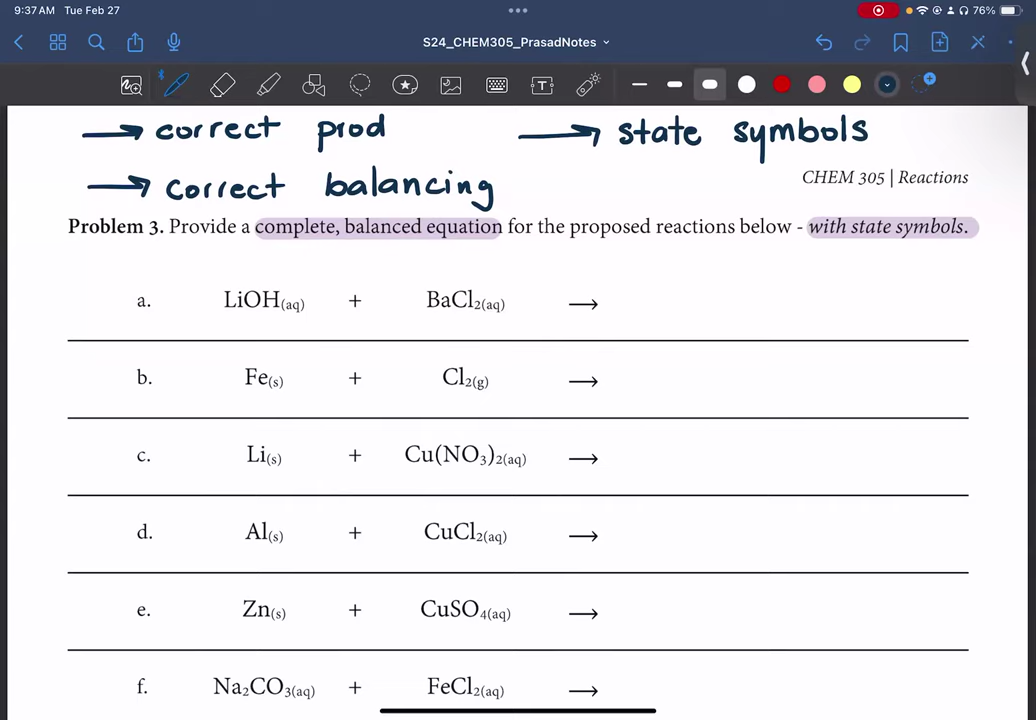 9:37 AM Tue Feb 27 76%
S24_CHEM305_PrasadNotes
→ correct prod → state symbols
→ correct balancing
CHEM 305 | Reactions
Problem 3. Provide a complete, balanced equation for the proposed reactions below - with state symbols.
a. LiOH(aq) + BaCl₂(aq) →
b. Fe(s) + Cl₂(g) →
c. Li(s) + Cu(NO₃)₂(aq) →
d. Al(s) + CuCl₂(aq) →
e. Zn(s) + CuSO₄(aq) →
f. Na₂CO₃(aq) + FeCl₂(aq) →